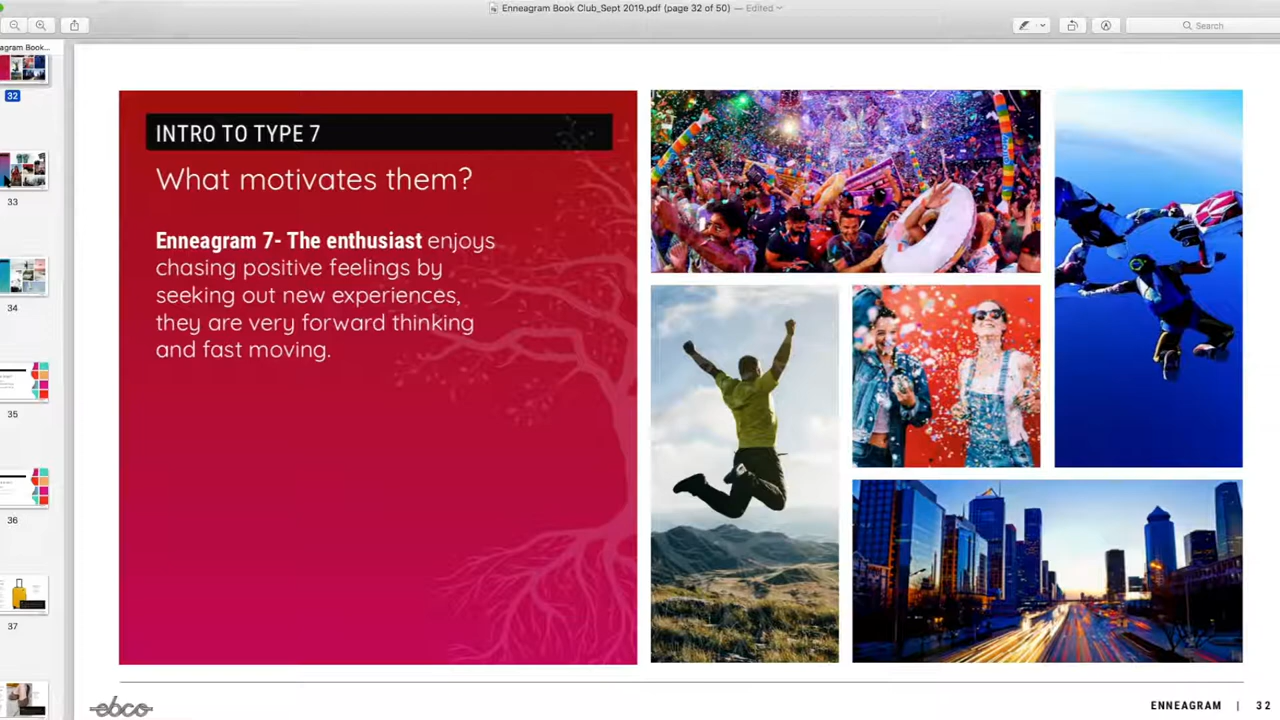 Enneagram Book Club_Sept 2019.pdf (page 32 of 50) — Edited
Search
agram Book...
32
33
34
35
36
37
INTRO TO TYPE 7
What motivates them?
Enneagram 7- The enthusiast enjoys
chasing positive feelings by
seeking out new experiences,
they are very forward thinking
and fast moving.
ebco
ENNEAGRAM | 32